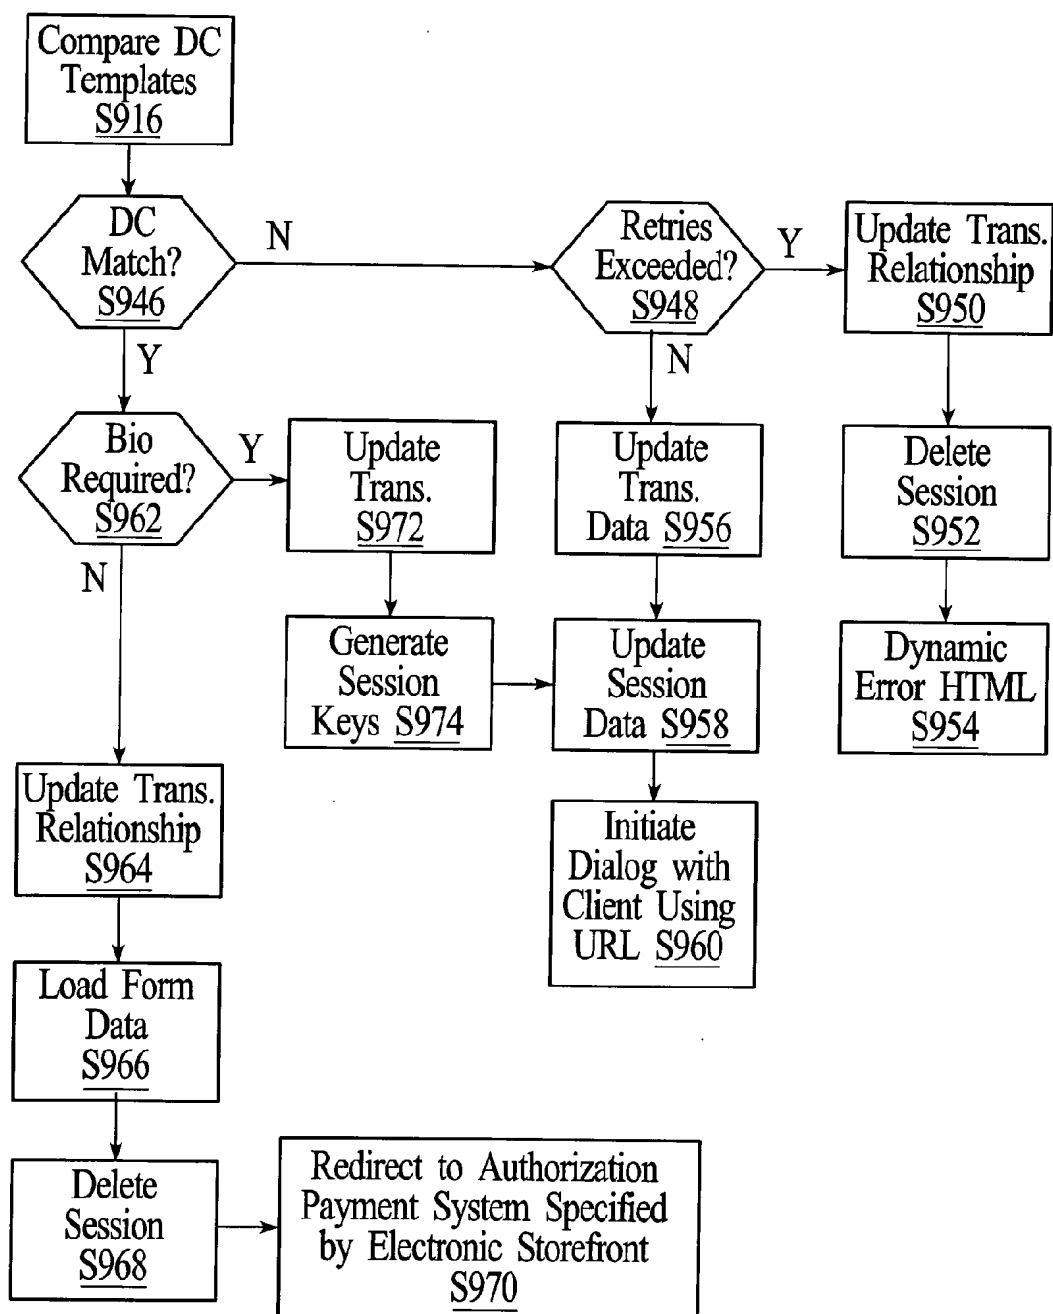 Compare DC
Templates
S916
DC
Match?
S946
N
Y
Retries
Exceeded?
S948
Y
N
Update Trans.
Relationship
S950
Bio
Required?
S962
Y
N
Update
Trans.
S972
Update
Trans.
Data S956
Delete
Session
S952
Generate
Session
Keys S974
Update
Session
Data S958
Dynamic
Error HTML
S954
Update Trans.
Relationship
S964
Initiate
Dialog with
Client Using
URL S960
Load Form
Data
S966
Delete
Session
S968
Redirect to Authorization
Payment System Specified
by Electronic Storefront
S970